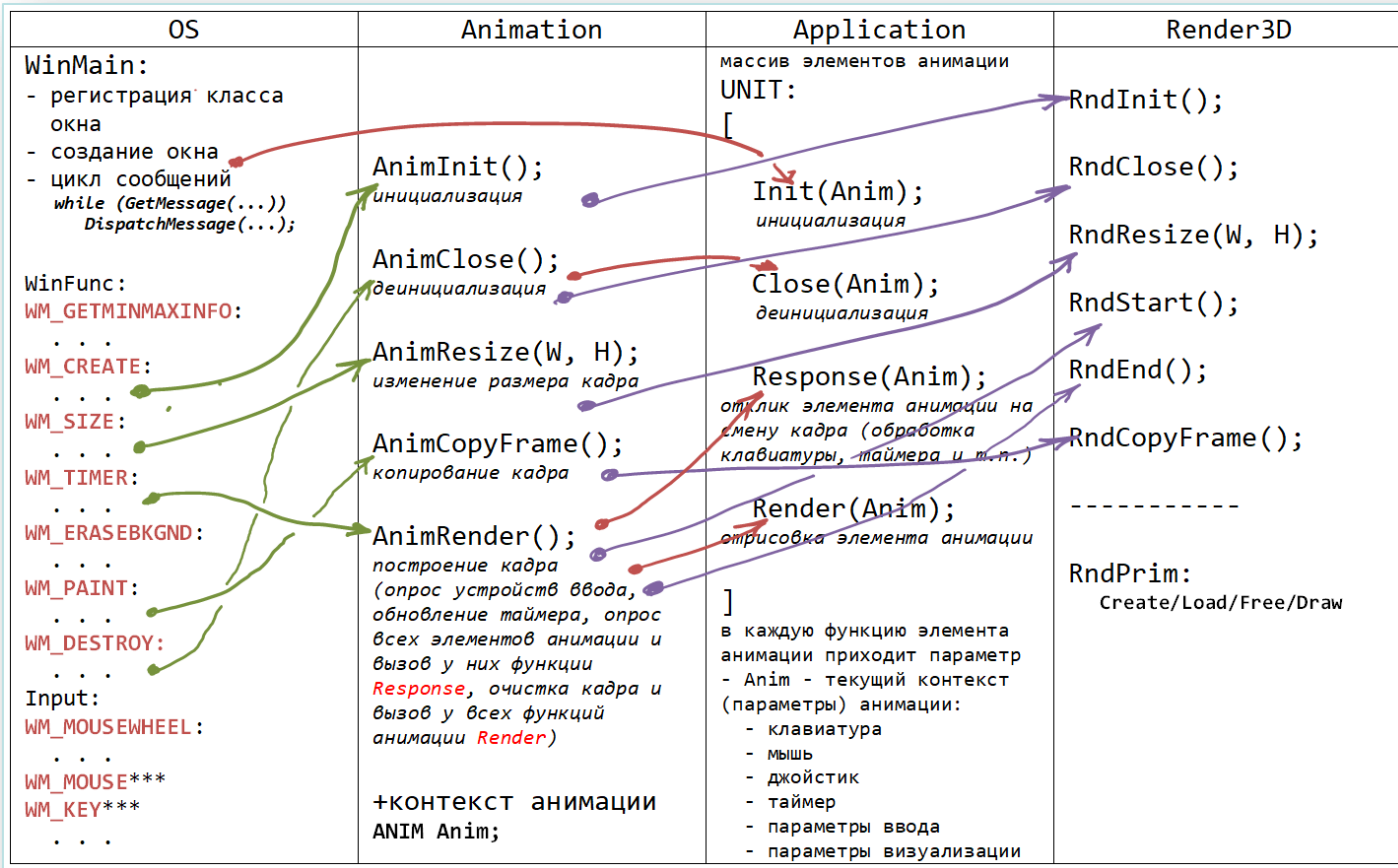 OS
WinMain:
- регистрация класса
окна
- создание окна
- цикл сообщений
while (GetMessage(...))
DispatchMessage(...);
WinFunc:
WM_GETMINMAXINFO:
. . .
WM_CREATE:
. . .
WM_SIZE:
. . .
WM_TIMER:
. . .
WM_ERASEBKGND:
. . .
WM_PAINT:
. . .
WM_DESTROY:
. . .
Input:
WM_MOUSEWHEEL:
. . .
WM_MOUSE***
WM_KEY***
. . .
Animation
AnimInit();
инициализация
AnimClose();
деинициализация
AnimResize(W, H);
изменение размера кадра
AnimCopyFrame();
копирование кадра
AnimRender();
построение кадра
(опрос устройств ввода,
обновление таймера, опрос
всех элементов анимации и
вызов у них функции
Response, очистка кадра и
вызов у всех функций
анимации Render)
+контекст анимации
ANIM Anim;
Application
массив элементов анимации
UNIT:
[
Init(Anim);
инициализация
Close(Anim);
деинициализация
Response(Anim);
отклик элемента анимации на
смену кадра (обработка
клавиатуры, таймера и т.п.)
Render(Anim);
отрисовка элемента анимации
]
в каждую функцию элемента
анимации приходит параметр
- Anim - текущий контекст
(параметры) анимации:
- клавиатура
- мышь
- джойстик
- таймер
- параметры ввода
- параметры визуализации
Render3D
RndInit();
RndClose();
RndResize(W, H);
RndStart();
RndEnd();
RndCopyFrame();
-----------
RndPrim:
Create/Load/Free/Draw